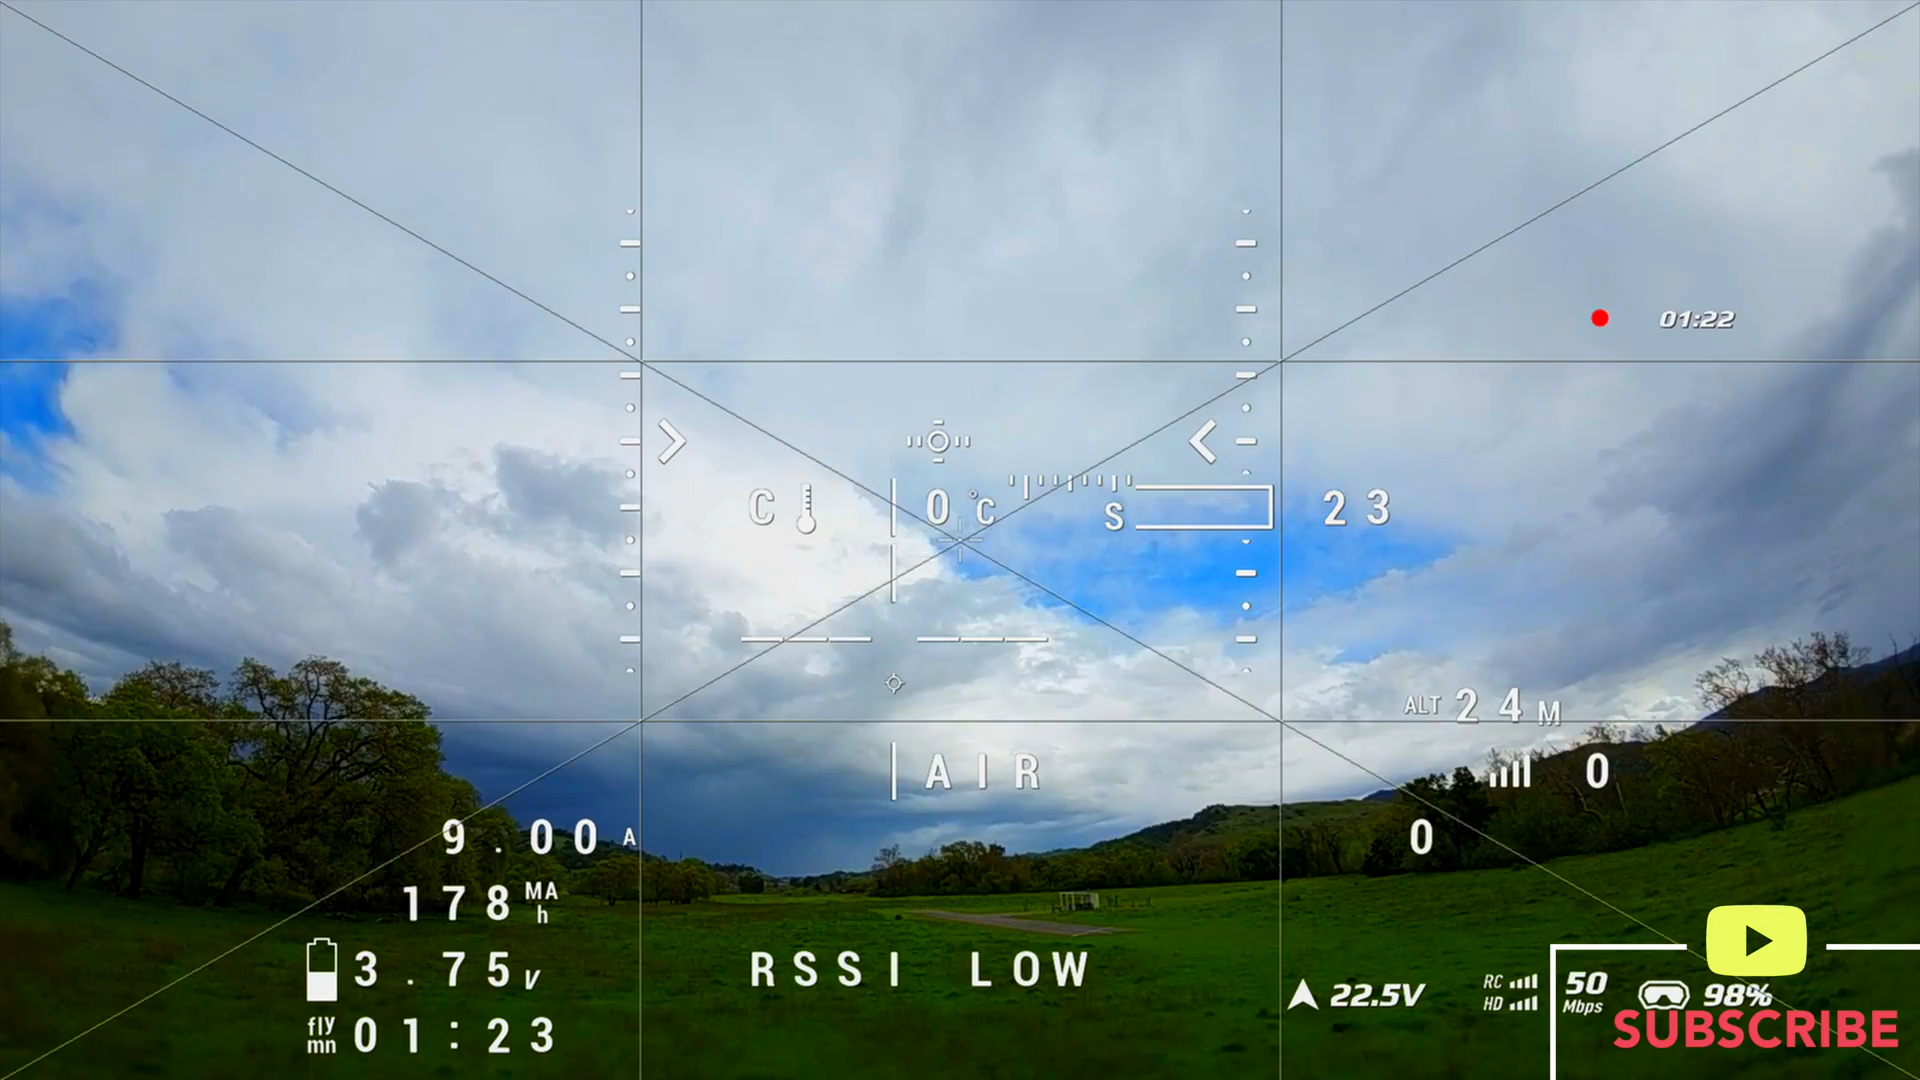 01:22
C 0 °C S 23
ALT 24 M
AIR
0
9.00 A
0
178 MAh
3.75 V
RSSI LOW
22.5V
RC
HD
50 Mbps
98%
fly mn 01:23
SUBSCRIBE